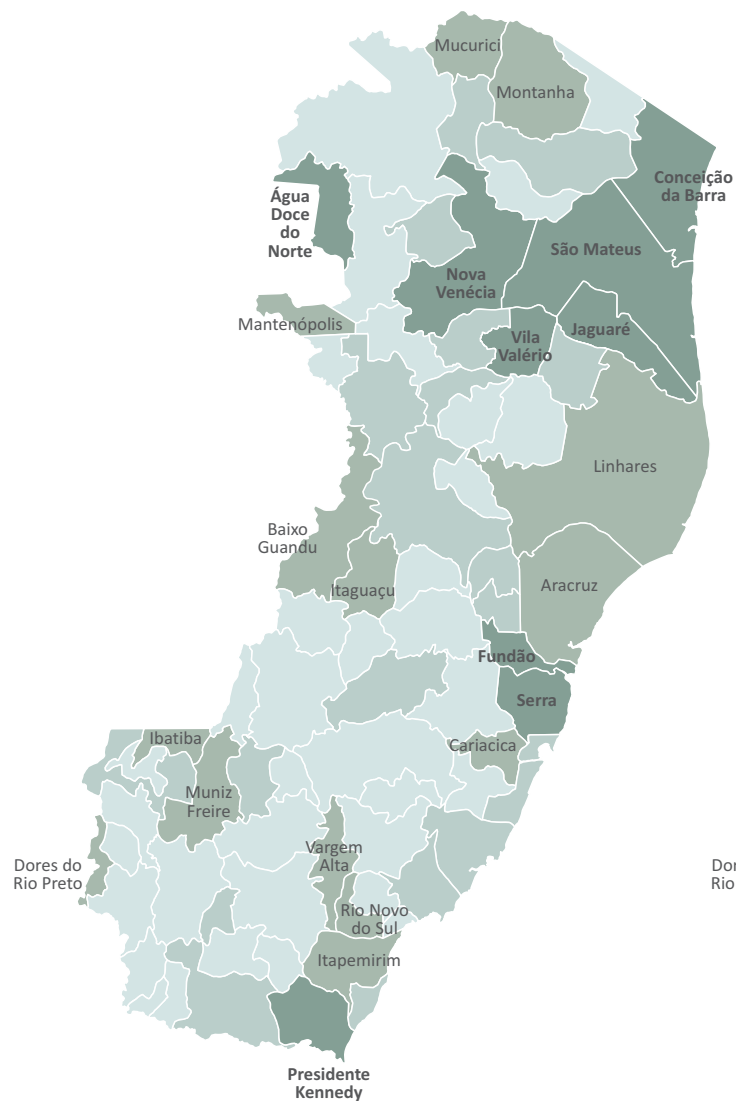 Mucurici
Montanha
Conceição
da Barra
Água
Doce
do
Norte
São Mateus
Nova
Venécia
Mantenópolis
Vila
Valério
Jaguaré
Linhares
Baixo
Guandu
Itaguaçu
Aracruz
Fundão
Serra
Ibatiba
Cariacica
Muniz
Freire
Vargem
Alta
Dores do
Rio Preto
Dor
Rio
Rio Novo
do Sul
Itapemirim
Presidente
Kennedy